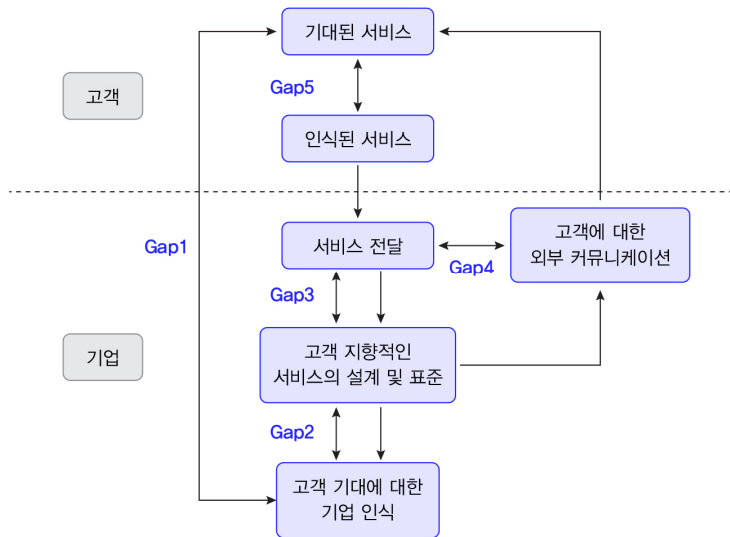 기대된 서비스
Gap5
고객
인식된 서비스
Gap1
서비스 전달
Gap4
고객에 대한
외부 커뮤니케이션
Gap3
기업
고객 지향적인
서비스의 설계 및 표준
Gap2
고객 기대에 대한
기업 인식